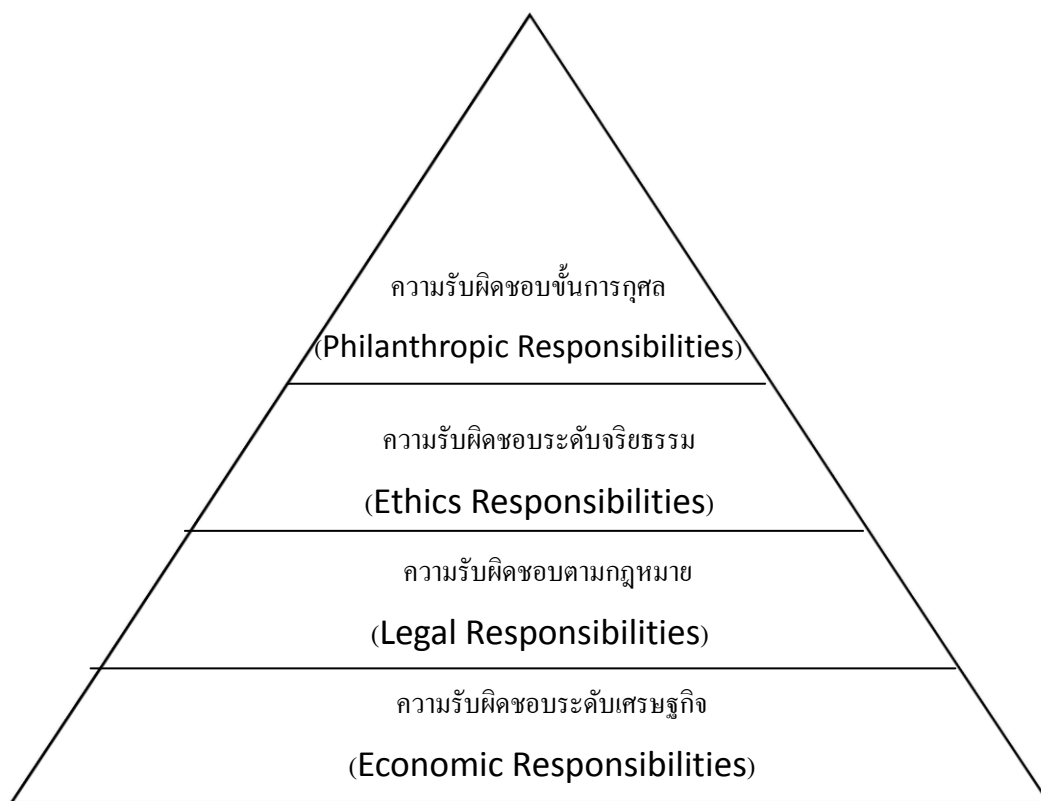 ความรับผิดชอบขั้นการกุศล
(Philanthropic Responsibilities)
ความรับผิดชอบระดับจริยธรรม
(Ethics Responsibilities)
ความรับผิดชอบตามกฎหมาย
(Legal Responsibilities)
ความรับผิดชอบระดับเศรษฐกิจ
(Economic Responsibilities)